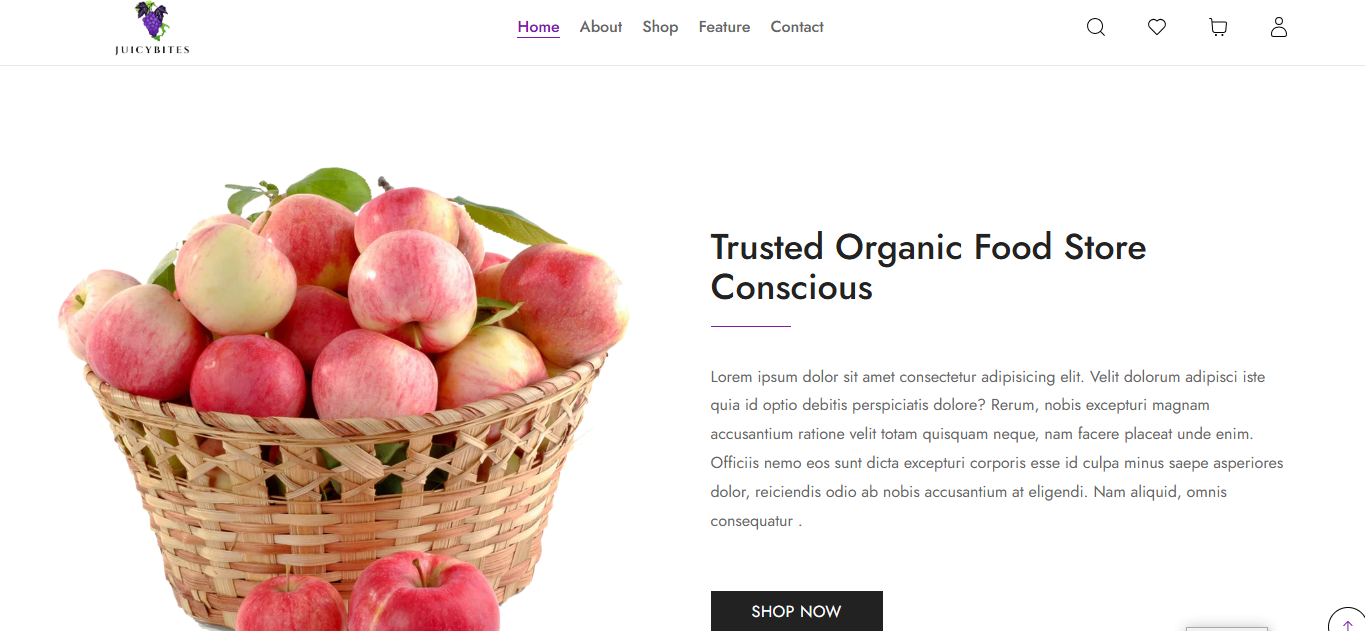 JUICYBITES
Home About Shop Feature Contact
Trusted Organic Food Store
Conscious
Lorem ipsum dolor sit amet consectetur adipisicing elit. Velit dolorum adipisci iste
quia id optio debitis perspiciatis dolore? Rerum, nobis excepturi magnam
accusantium ratione velit totam quisquam neque, nam facere placeat unde enim.
Officiis nemo eos sunt dicta excepturi corporis esse id culpa minus saepe asperiores
dolor, reiciendis odio ab nobis accusantium at eligendi. Nam aliquid, omnis
consequatur .
SHOP NOW